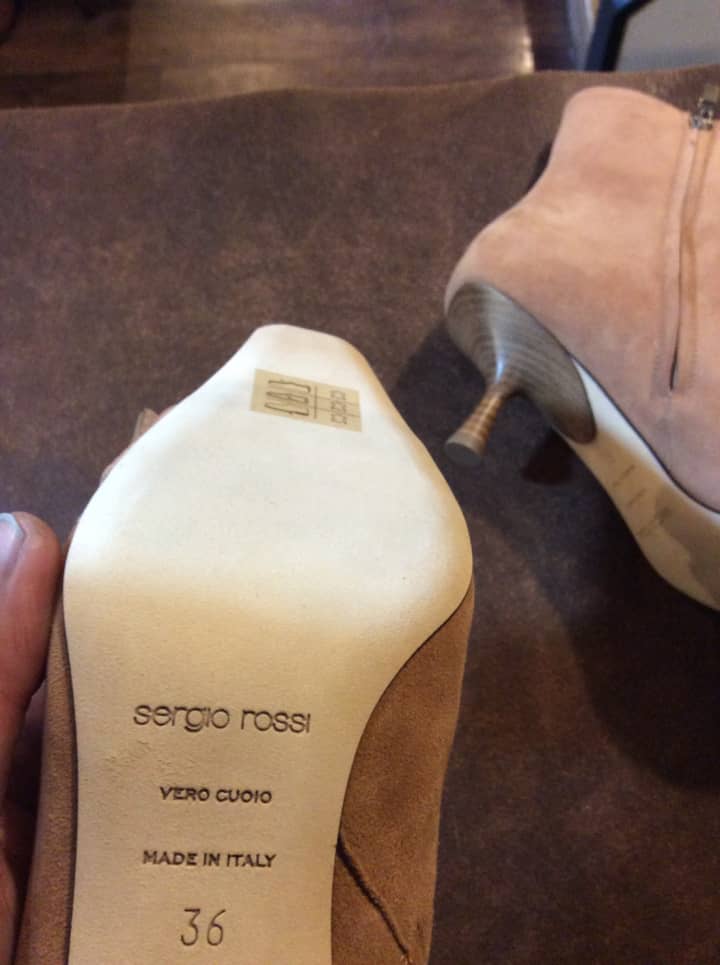 sergio rossi
VERO CUOIO
MADE IN ITALY
36